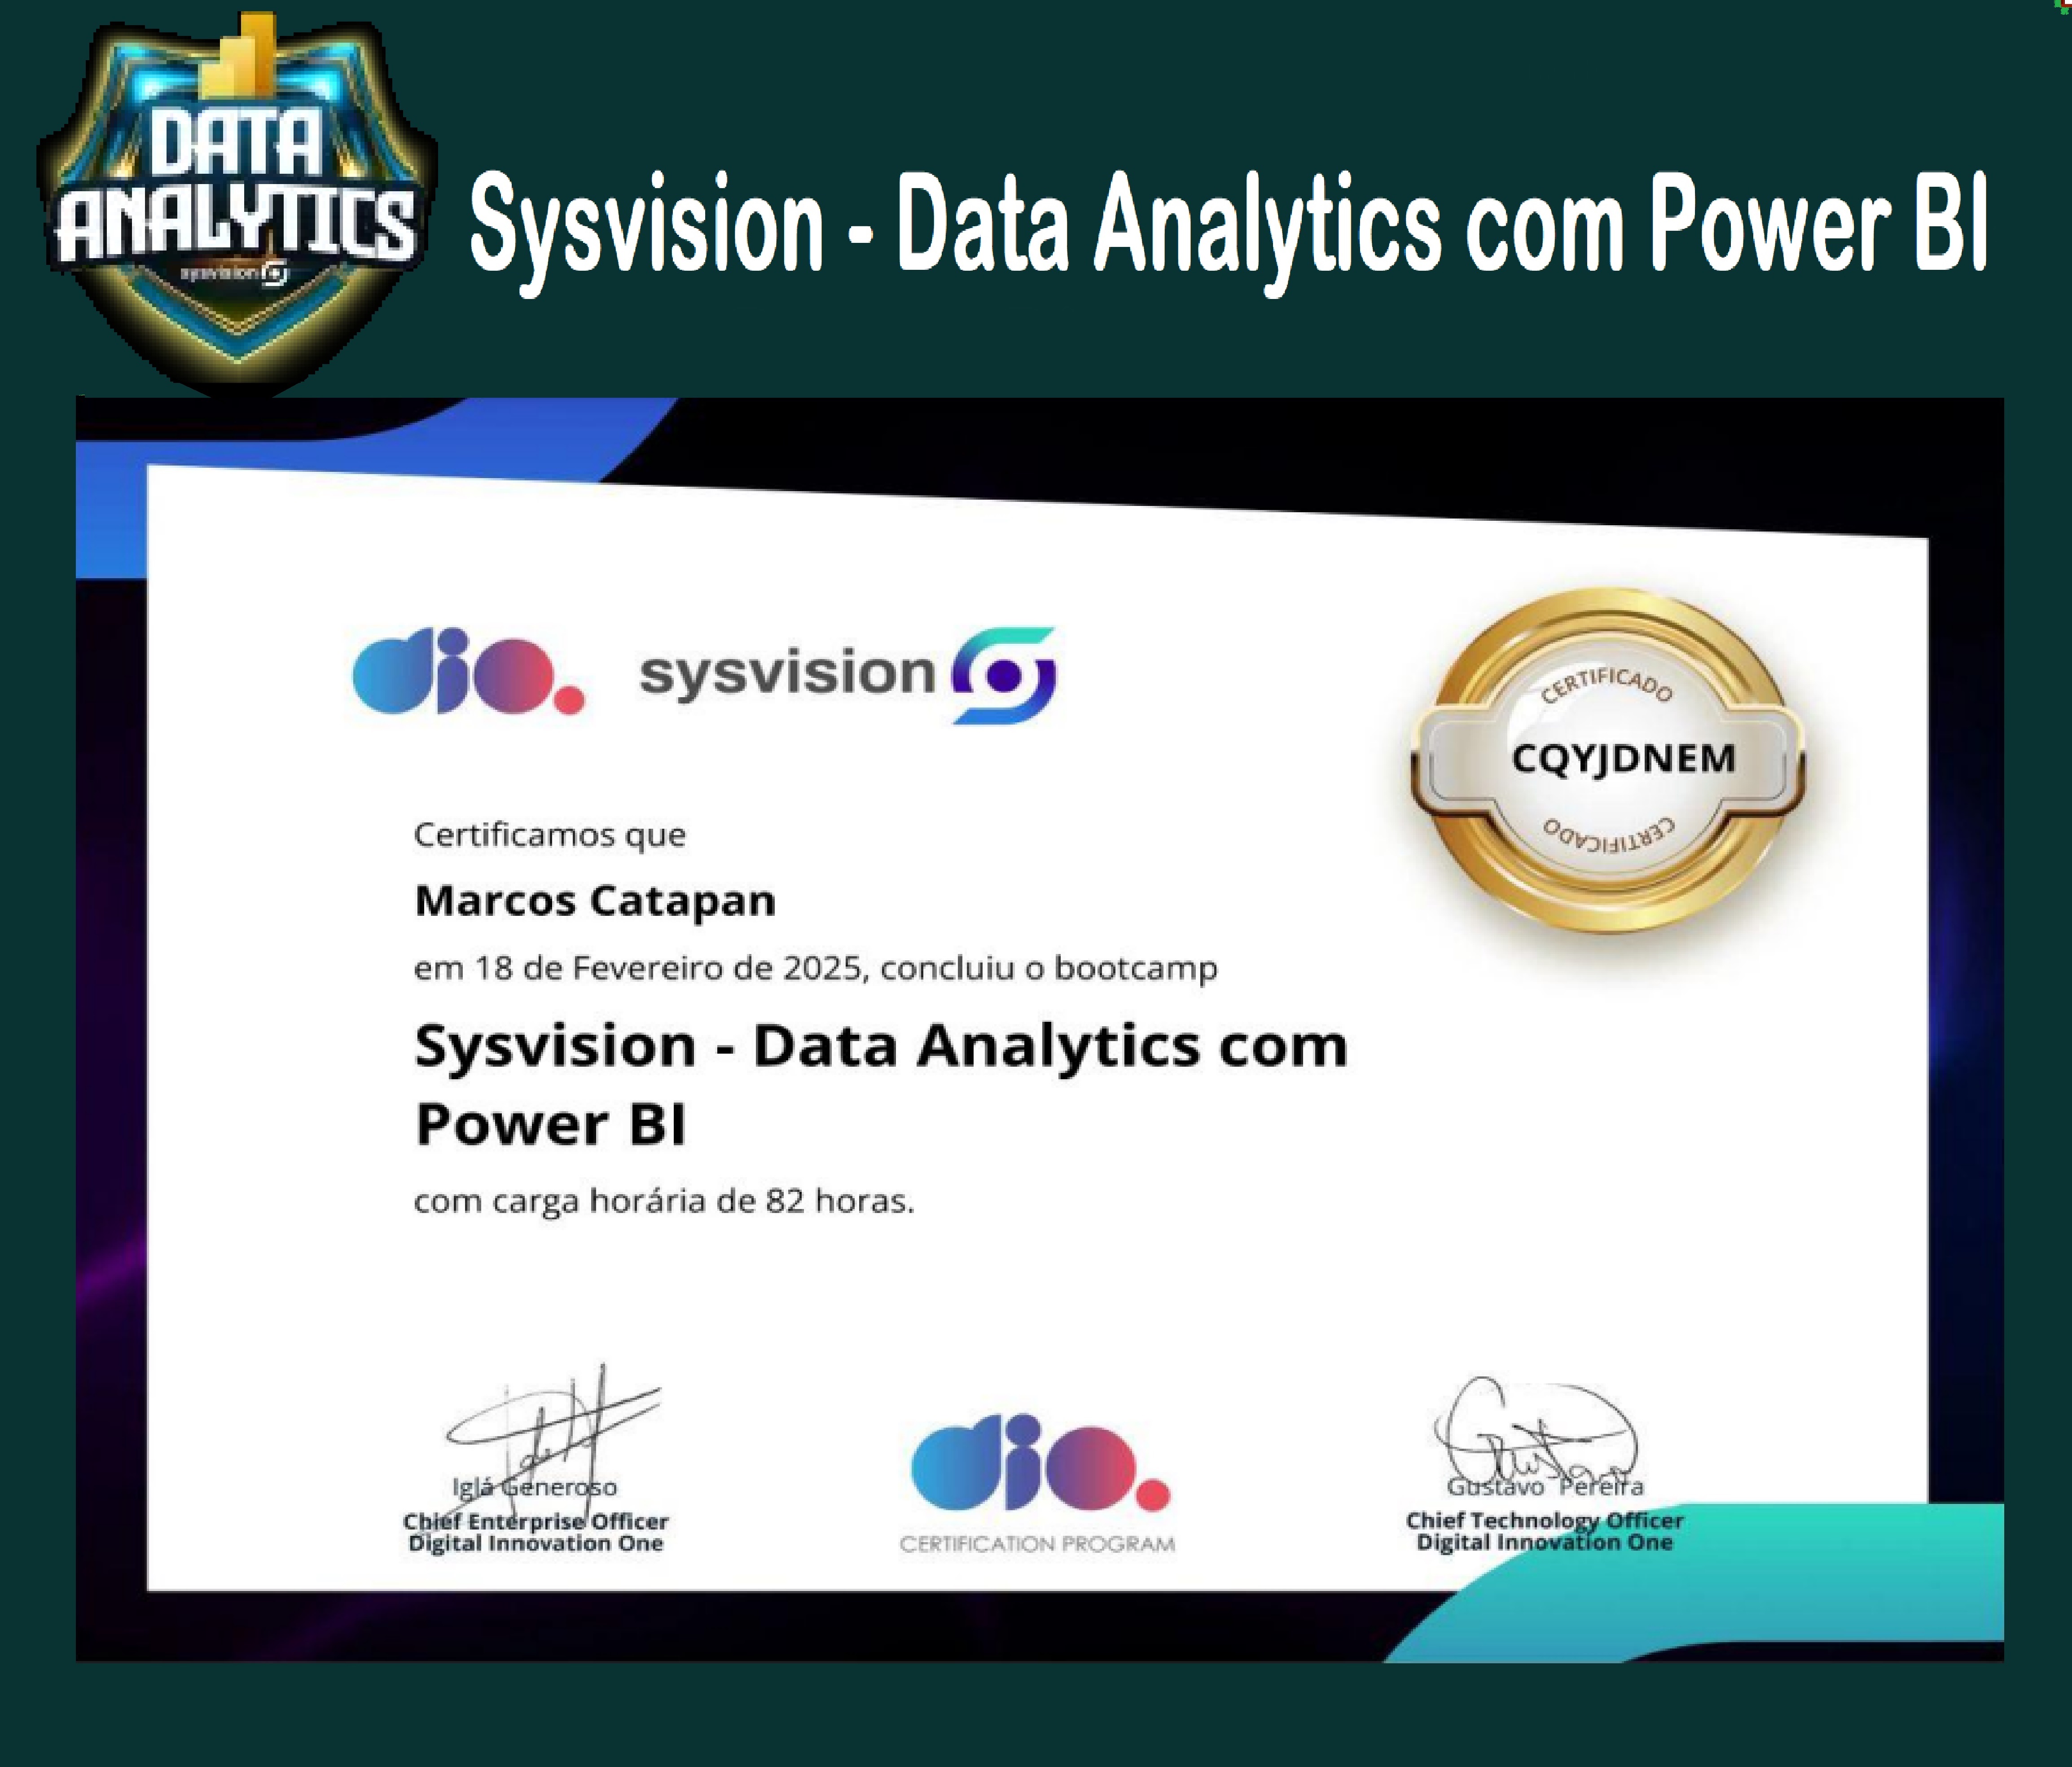 DATA
ANALYTICS
sysvision
Sysvision - Data Analytics com Power BI
dio.
sysvision
CERTIFICADO
CQYJDNEM
CERTIFICADO
Certificamos que
Marcos Catapan
em 18 de Fevereiro de 2025, concluiu o bootcamp
Sysvision - Data Analytics com
Power BI
com carga horária de 82 horas.
Iglá Generoso
Chief Enterprise Officer
Digital Innovation One
dio.
CERTIFICATION PROGRAM
Gustavo Pereira
Chief Technology Officer
Digital Innovation One